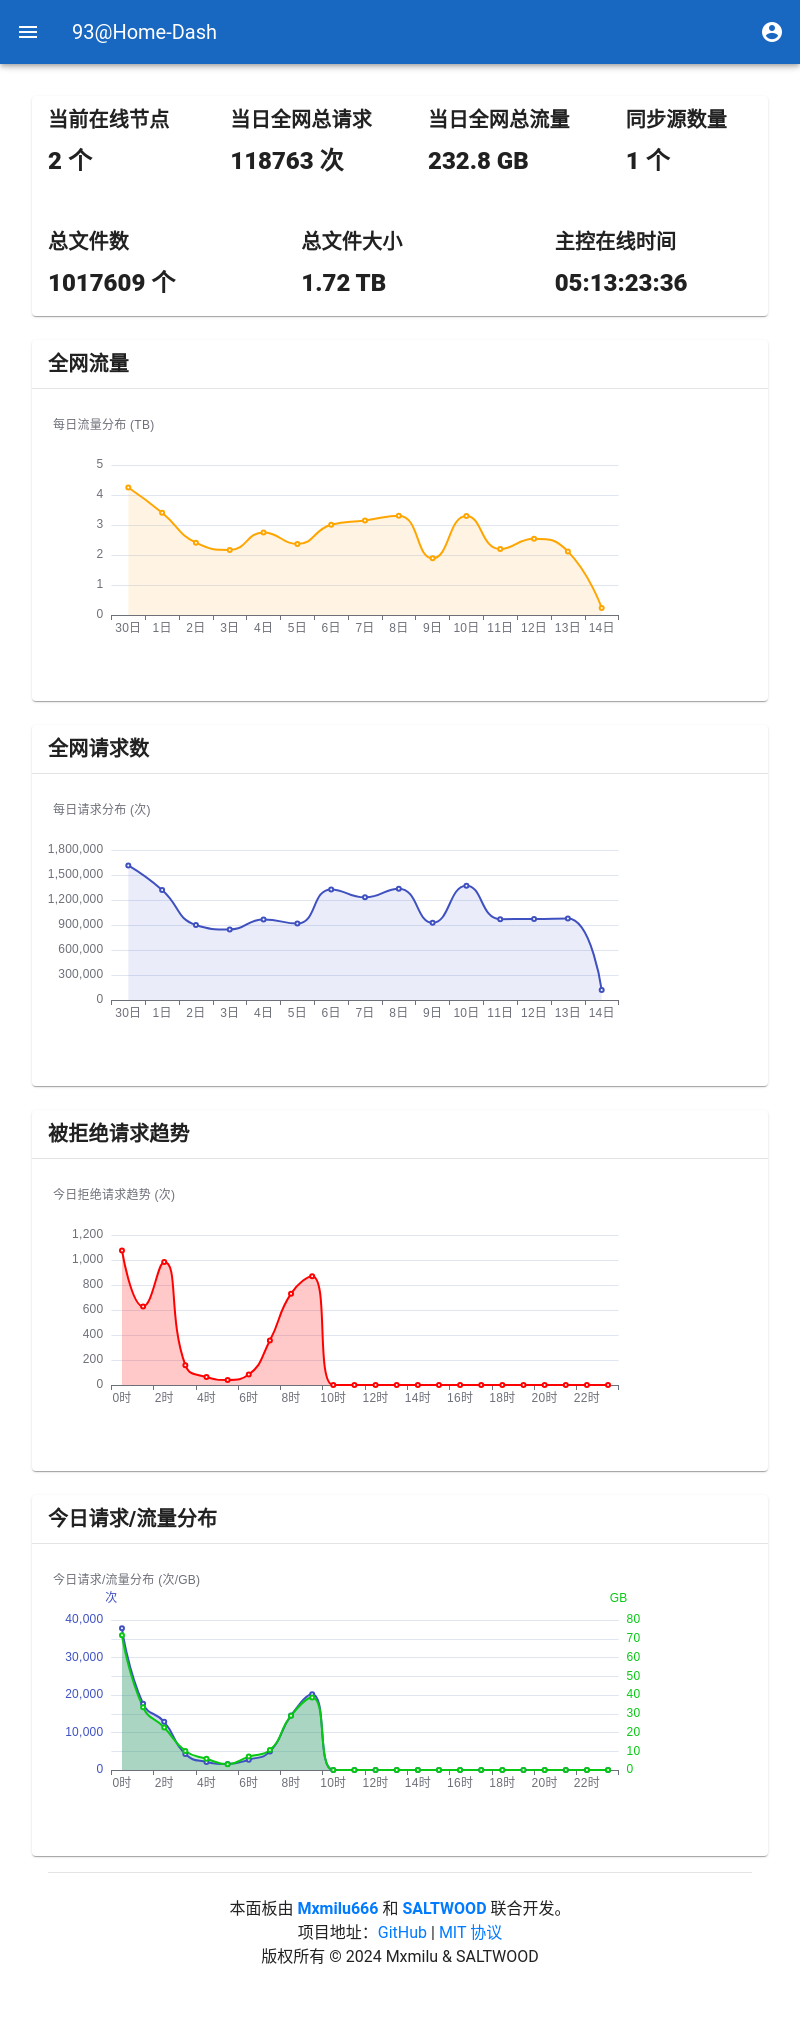 93@Home-Dash
当前在线节点 当日全网总请求 当日全网总流量 同步源数量
2 个 118763 次 232.8 GB 1 个
总文件数 总文件大小 主控在线时间
1017609 个 1.72 TB 05:13:23:36
全网流量
每日流量分布 (TB)
5
4
3
2
1
0
30日 1日 2日 3日 4日 5日 6日 7日 8日 9日 10日 11日 12日 13日 14日
全网请求数
每日请求分布 (次)
1,800,000
1,500,000
1,200,000
900,000
600,000
300,000
0
30日 1日 2日 3日 4日 5日 6日 7日 8日 9日 10日 11日 12日 13日 14日
被拒绝请求趋势
今日拒绝请求趋势 (次)
1,200
1,000
800
600
400
200
0
0时 2时 4时 6时 8时 10时 12时 14时 16时 18时 20时 22时
今日请求/流量分布
今日请求/流量分布 (次/GB)
次 GB
40,000 80
70
30,000 60
50
20,000 40
30
10,000 20
10
0 0
0时 2时 4时 6时 8时 10时 12时 14时 16时 18时 20时 22时
本面板由 Mxmilu666 和 SALTWOOD 联合开发。
项目地址：GitHub | MIT 协议
版权所有 © 2024 Mxmilu & SALTWOOD